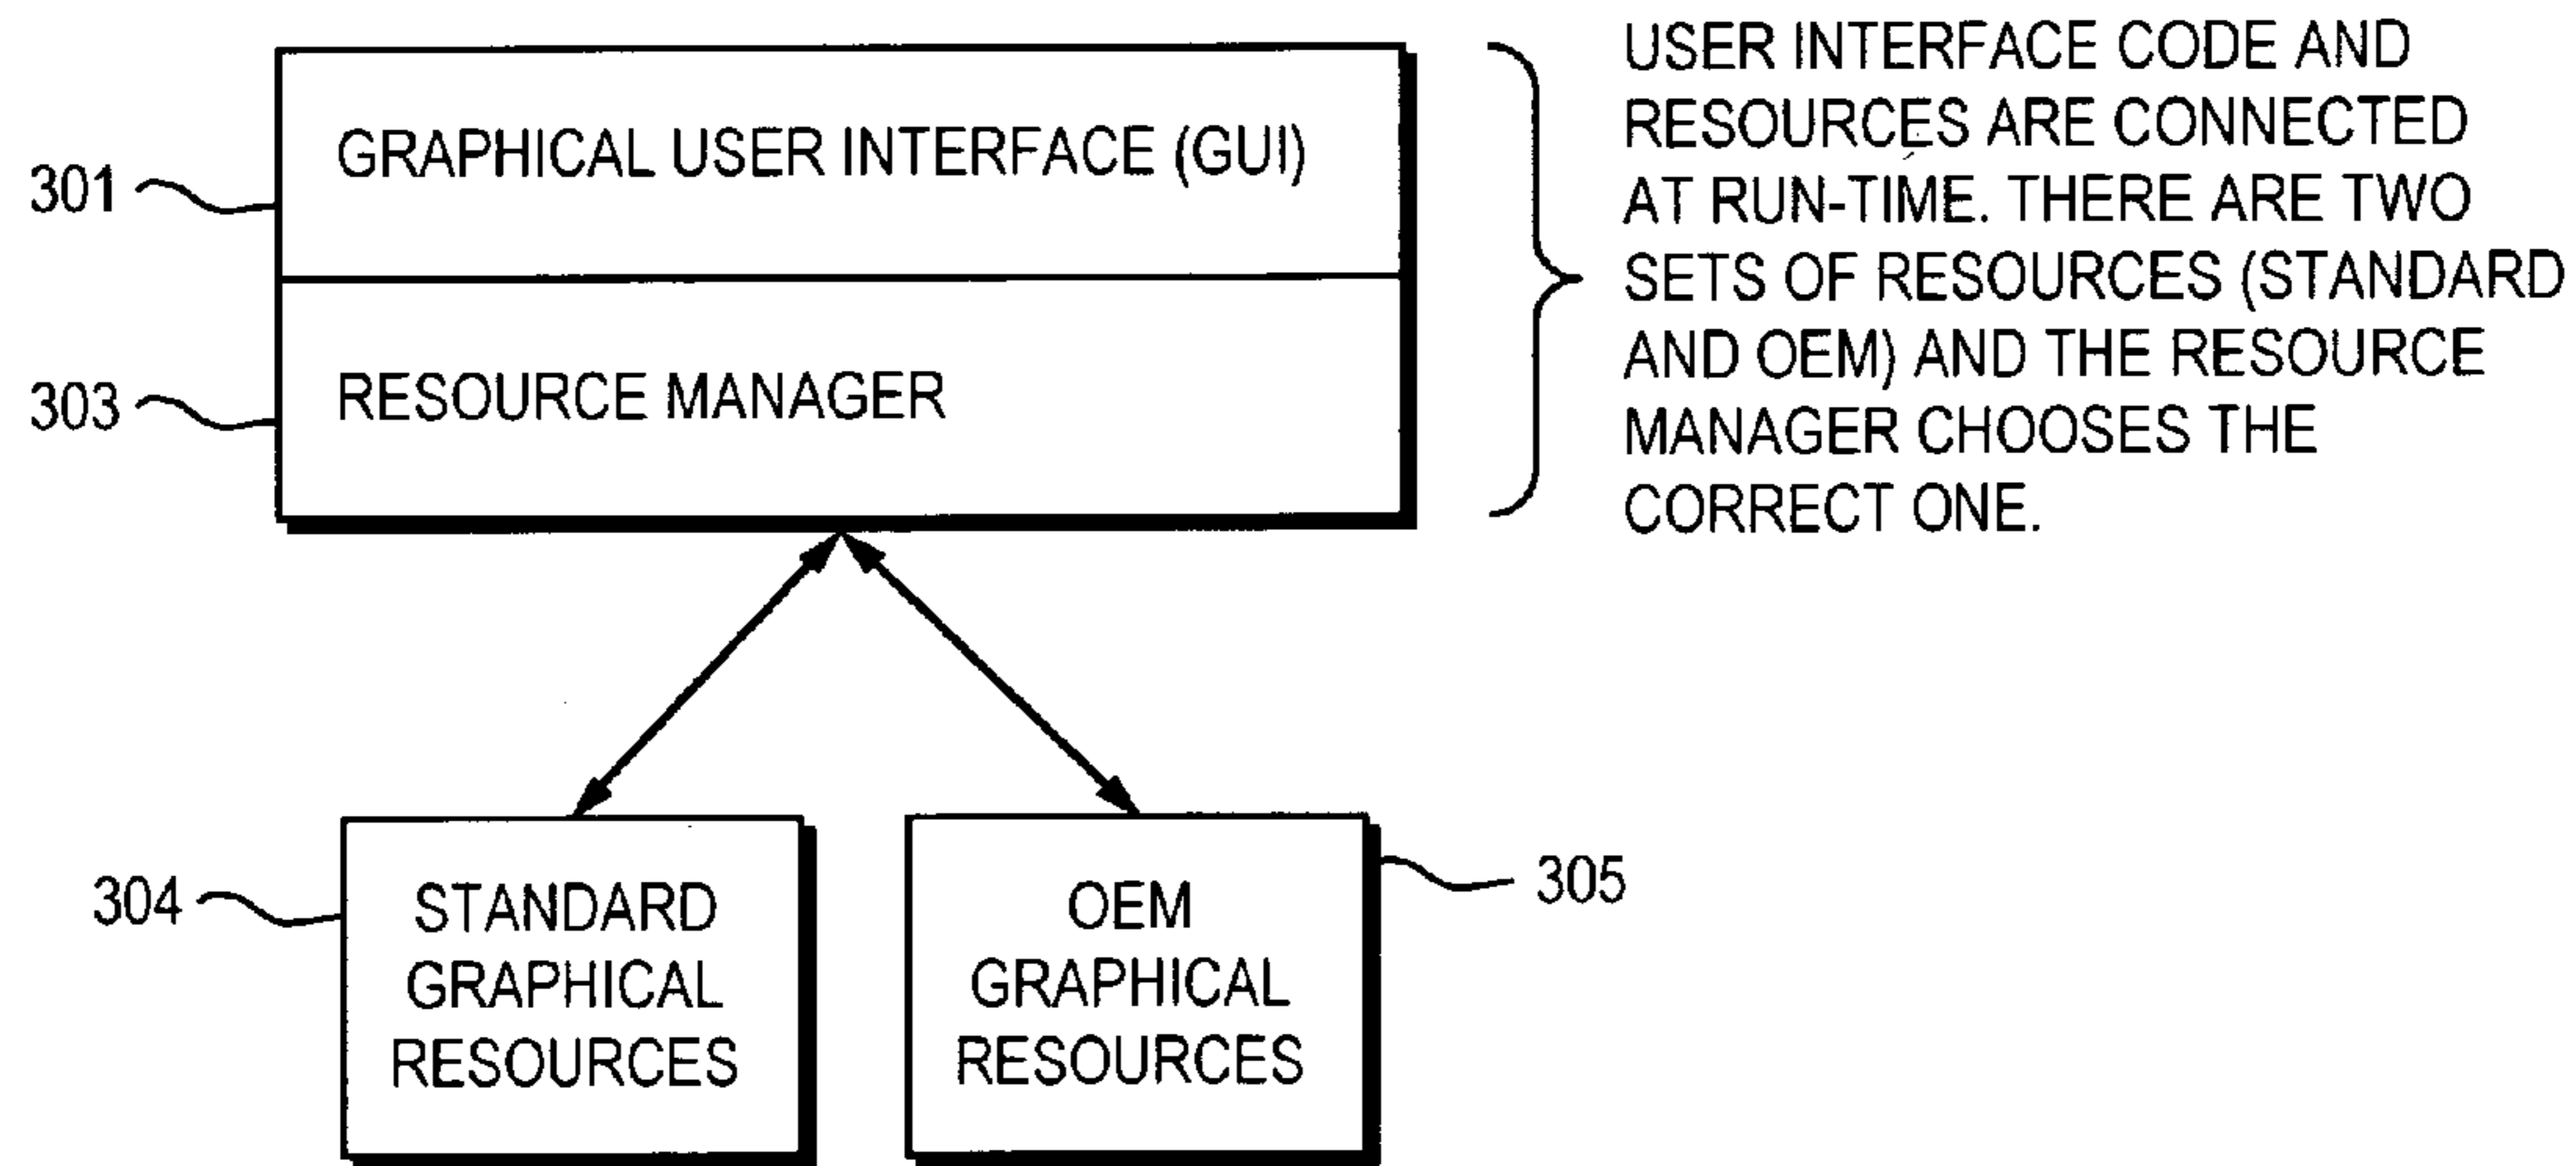 301
GRAPHICAL USER INTERFACE (GUI)
303
RESOURCE MANAGER
USER INTERFACE CODE AND
RESOURCES ARE CONNECTED
AT RUN-TIME. THERE ARE TWO
SETS OF RESOURCES (STANDARD
AND OEM) AND THE RESOURCE
MANAGER CHOOSES THE
CORRECT ONE.
304
STANDARD
GRAPHICAL
RESOURCES
OEM
GRAPHICAL
RESOURCES
305